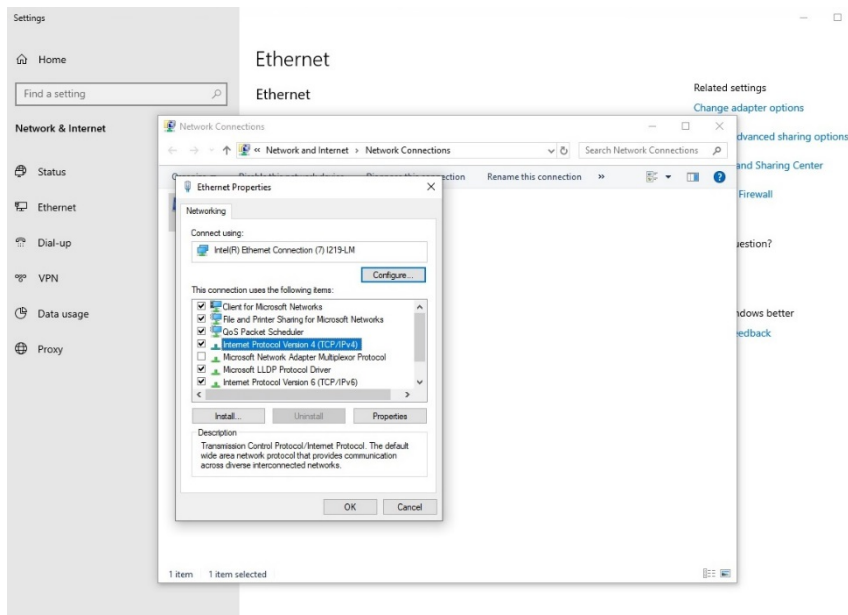 Settings
Home
Find a setting
Network & Internet
Status
Ethernet
Dial-up
VPN
Data usage
Proxy
Ethernet
Ethernet
Related settings
Change adapter options
dvanced sharing options
and Sharing Center
Firewall
uestion?
ndows better
edback
Network Connections
« Network and Internet > Network Connections
Search Network Connections
Rename this connection »
Ethernet Properties
Networking
Connect using:
Intel(R) Ethernet Connection (7) I219-LM
Configure...
This connection uses the following items:
Client for Microsoft Networks
File and Printer Sharing for Microsoft Networks
QoS Packet Scheduler
Internet Protocol Version 4 (TCP/IPv4)
Microsoft Network Adapter Multiplexor Protocol
Microsoft LLDP Protocol Driver
Internet Protocol Version 6 (TCP/IPv6)
Install...
Uninstall
Properties
Description
Transmission Control Protocol/Internet Protocol. The default
wide area network protocol that provides communication
across diverse interconnected networks.
OK
Cancel
1 item
1 item selected